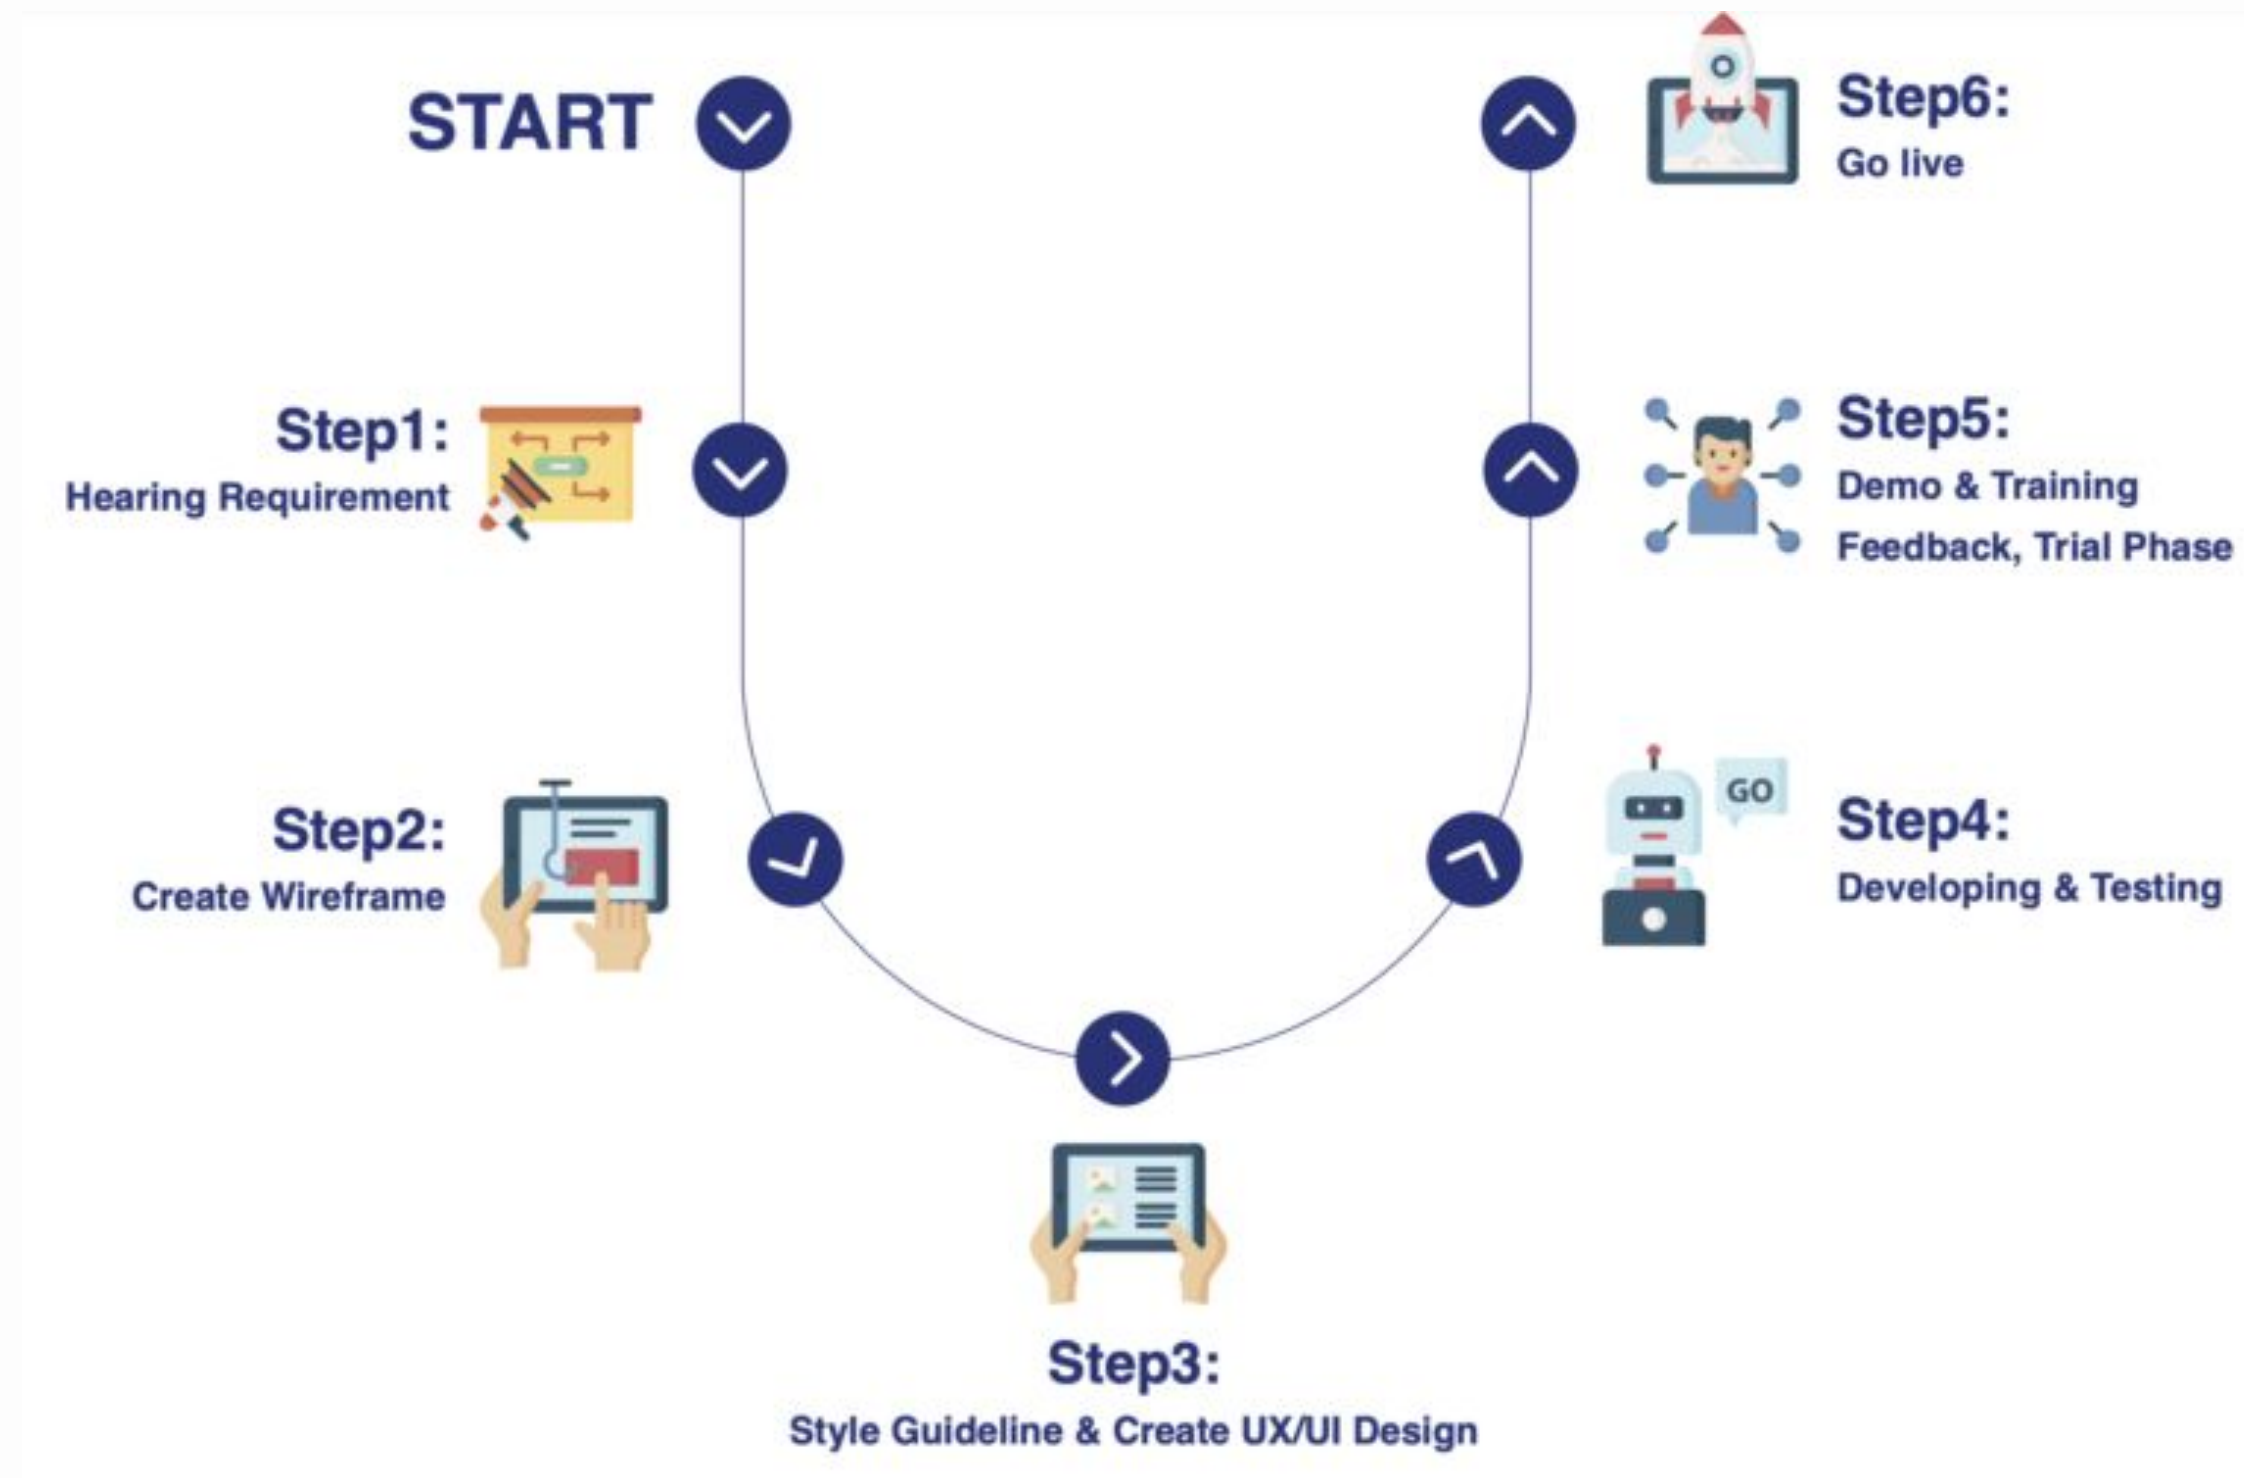 START
Step1:
Hearing Requirement
Step2:
Create Wireframe
Step3:
Style Guideline & Create UX/UI Design
GO
Step4:
Developing & Testing
Step5:
Demo & Training
Feedback, Trial Phase
Step6:
Go live